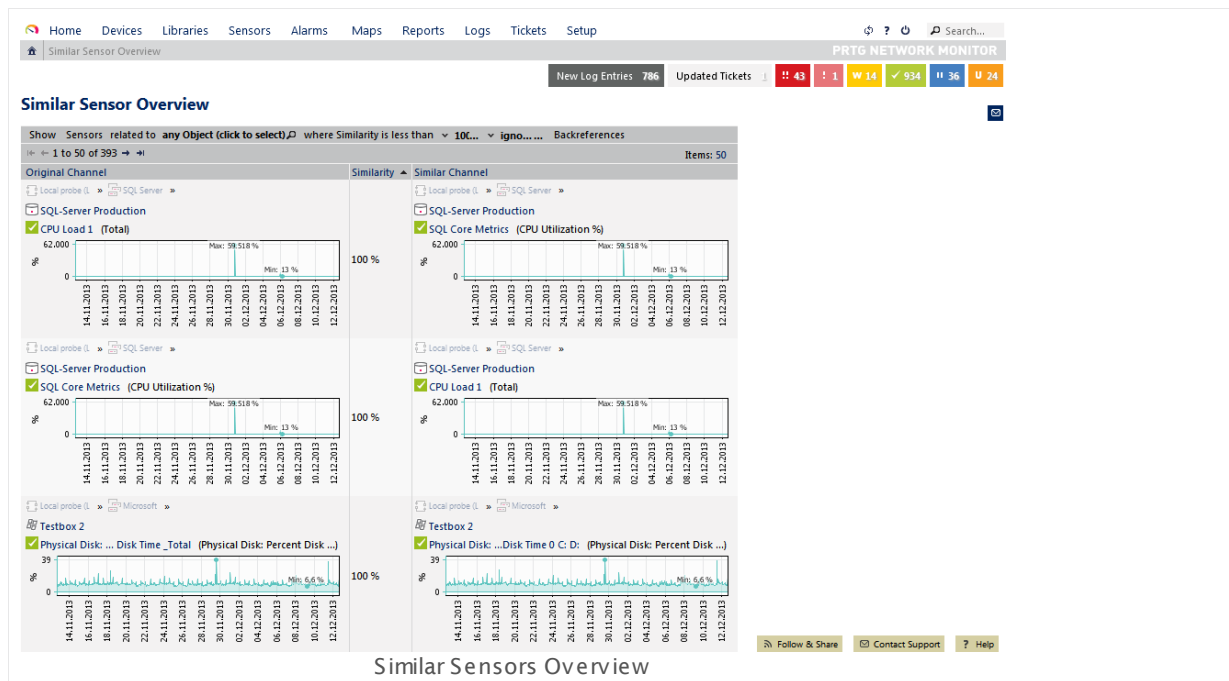 Home Devices Libraries Sensors Alarms Maps Reports Logs Tickets Setup ? Search...
Similar Sensor Overview PRTG NETWORK MONITOR
New Log Entries 786 Updated Tickets !! 43 ! 1 W 14 934 II 36 U 24
Similar Sensor Overview
Show Sensors related to any Object (click to select) where Similarity is less than 10(... igno... ... Backreferences
1 to 50 of 393 Items: 50
Original Channel Similarity Similar Channel
Local probe (L » SQL Server » Local probe (L » SQL Server »
SQL-Server Production SQL-Server Production
CPU Load 1 (Total) SQL Core Metrics (CPU Utilization %)
62.000 Max: 59.518 % 62.000 Max: 59.518 %
% 100 % %
0 Min: 13 % 0 Min: 13 %
14.11.2013 16.11.2013 18.11.2013 20.11.2013 22.11.2013 24.11.2013 26.11.2013 28.11.2013 30.11.2013 02.12.2013 04.12.2013 06.12.2013 08.12.2013 10.12.2013 12.12.2013 14.11.2013 16.11.2013 18.11.2013 20.11.2013 22.11.2013 24.11.2013 26.11.2013 28.11.2013 30.11.2013 02.12.2013 04.12.2013 06.12.2013 08.12.2013 10.12.2013 12.12.2013
Local probe (L » SQL Server » Local probe (L » SQL Server »
SQL-Server Production SQL-Server Production
SQL Core Metrics (CPU Utilization %) CPU Load 1 (Total)
62.000 Max: 59.518 % 62.000 Max: 59.518 %
% 100 % %
0 Min: 13 % 0 Min: 13 %
14.11.2013 16.11.2013 18.11.2013 20.11.2013 22.11.2013 24.11.2013 26.11.2013 28.11.2013 30.11.2013 02.12.2013 04.12.2013 06.12.2013 08.12.2013 10.12.2013 12.12.2013 14.11.2013 16.11.2013 18.11.2013 20.11.2013 22.11.2013 24.11.2013 26.11.2013 28.11.2013 30.11.2013 02.12.2013 04.12.2013 06.12.2013 08.12.2013 10.12.2013 12.12.2013
Local probe (L » Microsoft » Local probe (L » Microsoft »
Testbox 2 Testbox 2
Physical Disk: ... Disk Time _Total (Physical Disk: Percent Disk ...) Physical Disk: ...Disk Time 0 C: D: (Physical Disk: Percent Disk ...)
39 39
% Min: 6,6 % 100 % % Min: 6,6 %
0 0
14.11.2013 16.11.2013 18.11.2013 20.11.2013 22.11.2013 24.11.2013 26.11.2013 28.11.2013 30.11.2013 02.12.2013 04.12.2013 06.12.2013 08.12.2013 10.12.2013 12.12.2013 14.11.2013 16.11.2013 18.11.2013 20.11.2013 22.11.2013 24.11.2013 26.11.2013 28.11.2013 30.11.2013 02.12.2013 04.12.2013 06.12.2013 08.12.2013 10.12.2013 12.12.2013
Follow & Share Contact Support ? Help
Similar Sensors Overview